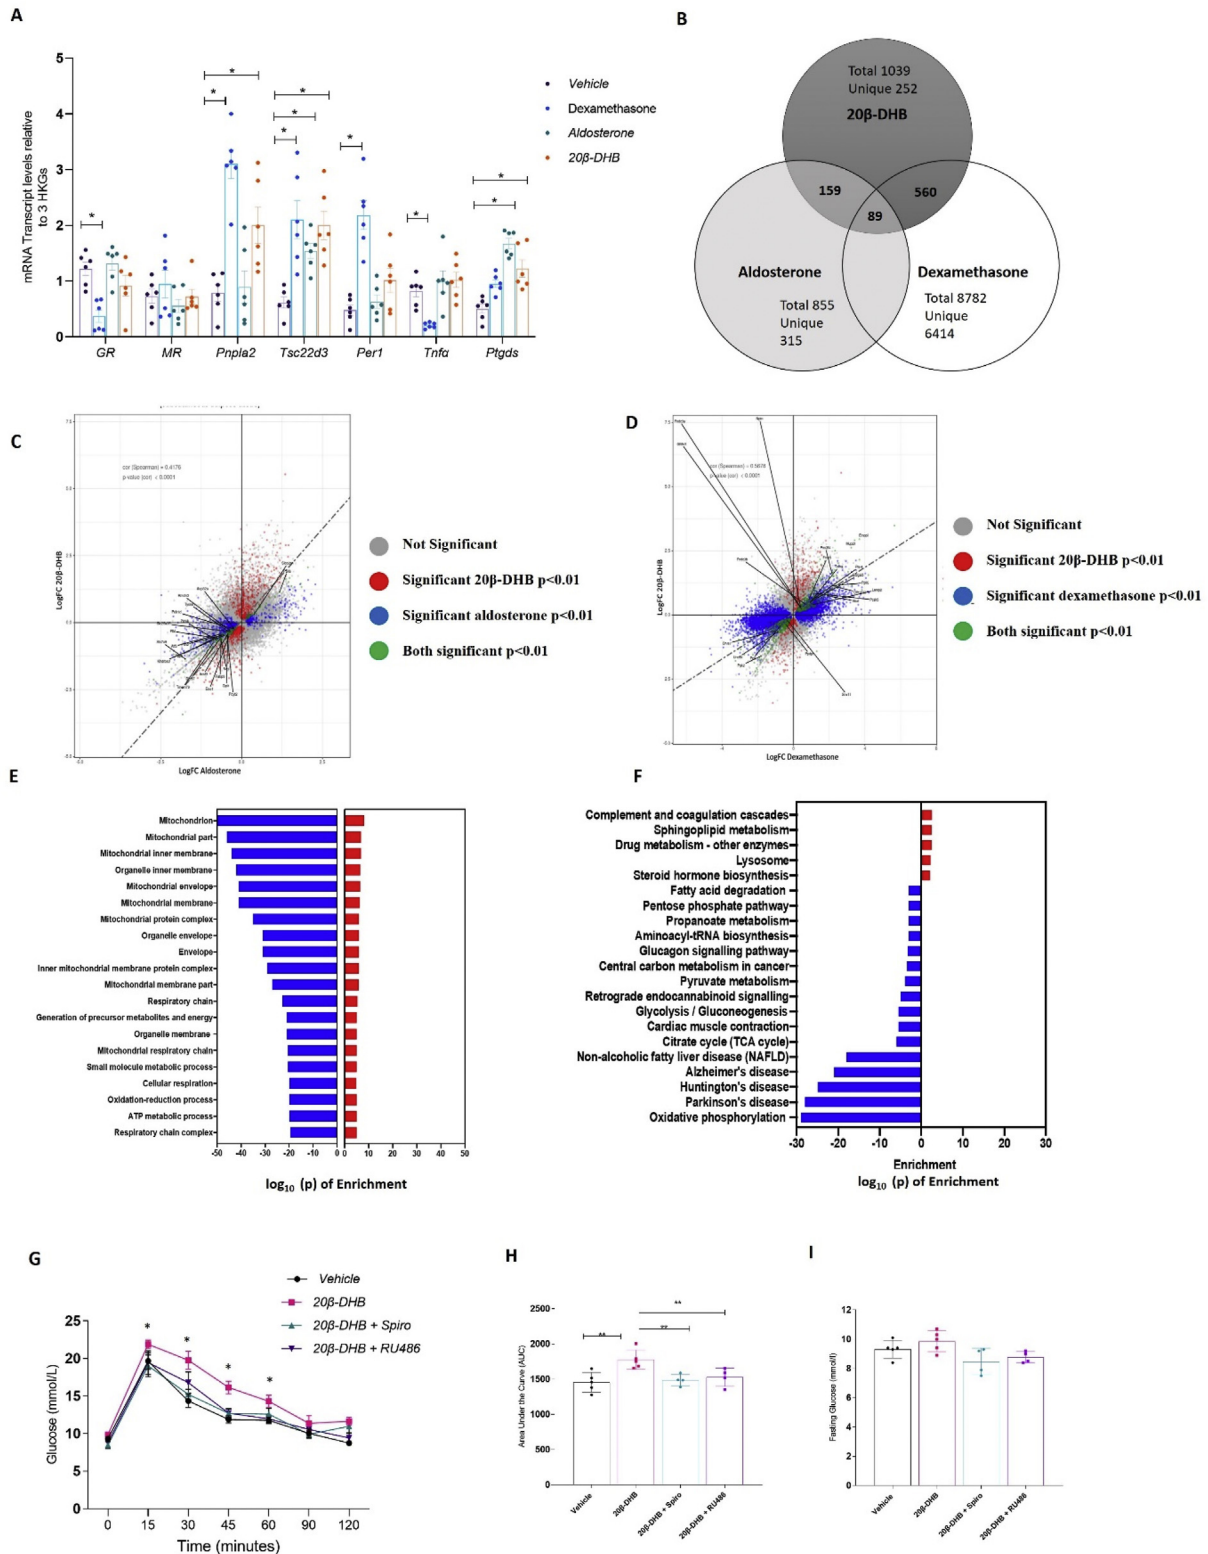 A
mRNA Transcript levels relative
to 3 HKGs
5
4
3
2
1
0
* * * * * * * * * *
GR MR Pnpla2 Tsc22d3 Per1 Tnfα Ptgds
Vehicle
Dexamethasone
Aldosterone
20β-DHB
B
Total 1039
Unique 252
20β-DHB
159
560
89
Aldosterone
Total 855
Unique
315
Dexamethasone
Total 8782
Unique
6414
C
cor (Spearman) = 0.4176
p-value (cor) < 0.0001
LogFC 20β-DHB
LogFC Aldosterone
Not Significant
Significant 20β-DHB p<0.01
Significant aldosterone p<0.01
Both significant p<0.01
D
p-value (cor) < 0.0001
LogFC 20β-DHB
LogFC Dexamethasone
Not Significant
Significant 20β-DHB p<0.01
Significant dexamethasone p<0.01
Both significant p<0.01
E
Mitochondrion
Mitochondrial part
Mitochondrial inner membrane
Organelle inner membrane
Mitochondrial envelope
Mitochondrial membrane
Mitochondrial protein complex
Organelle envelope
Envelope
Inner mitochondrial membrane protein complex
Mitochondrial membrane part
Respiratory chain
Generation of precursor metabolites and energy
Organelle membrane
Mitochondrial respiratory chain
Small molecule metabolic process
Cellular respiration
Oxidation-reduction process
ATP metabolic process
Respiratory chain complex
-50 -40 -30 -20 -10 0 0 10 20 30 40 50
log₁₀ (p) of Enrichment
F
Complement and coagulation cascades
Sphingoplipid metabolism
Drug metabolism - other enzymes
Lysosome
Steroid hormone biosynthesis
Fatty acid degradation
Pentose phosphate pathway
Propanoate metabolism
Aminoacyl-tRNA biosynthesis
Glucagon signalling pathway
Central carbon metabolism in cancer
Pyruvate metabolism
Retrograde endocannabinoid signalling
Glycolysis / Gluconeogenesis
Cardiac muscle contraction
Citrate cycle (TCA cycle)
Non-alcoholic fatty liver disease (NAFLD)
Alzheimer's disease
Huntington's disease
Parkinson's disease
Oxidative phosphorylation
-30 -20 -10 0 10 20 30
Enrichment
log₁₀ (p) of Enrichment
G
Vehicle
20β-DHB
20β-DHB + Spiro
20β-DHB + RU486
Glucose (mmol/L)
25
20
15
10
5
0
* * * *
0 15 30 45 60 90 120
Time (minutes)
H
Area Under the Curve (AUC)
2500
2000
1500
1000
500
0
**
**
**
Vehicle
20β-DHB
20β-DHB + Spiro
20β-DHB + RU486
I
Fasting Glucose (mmol/l)
12
10
8
6
4
2
0
Vehicle
20β-DHB
20β-DHB + Spiro
20β-DHB + RU486